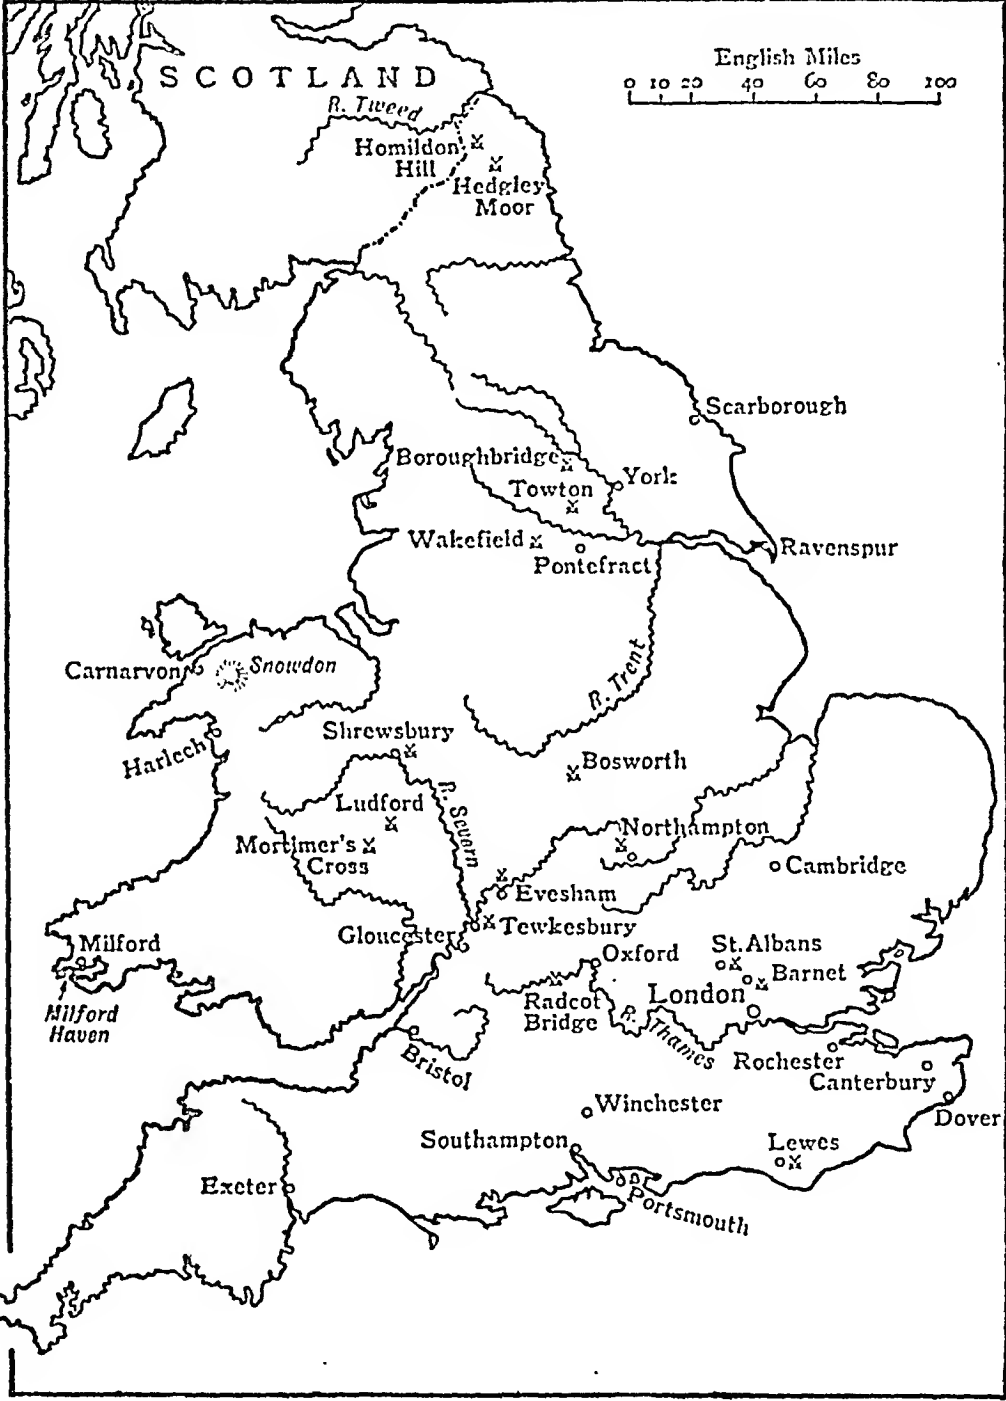 English Miles
0 10 20 40 60 80 100
SCOTLAND
R. Tweed
Homildon
Hill
Hedgley
Moor
Scarborough
Boroughbridge
York
Towton
Wakefield
Ravenspur
Pontefract
Carnarvon
Snowdon
R. Trent
Harlech
Shrewsbury
Bosworth
R. Severn
Ludford
Northampton
Mortimer's
Cross
Cambridge
Evesham
Tewkesbury
Gloucester
Milford
Oxford
St. Albans
Barnet
Milford
Haven
Radcot
Bridge
London
R. Thames
Bristol
Rochester
Canterbury
Dover
Winchester
Southampton
Lewes
Exeter
Portsmouth